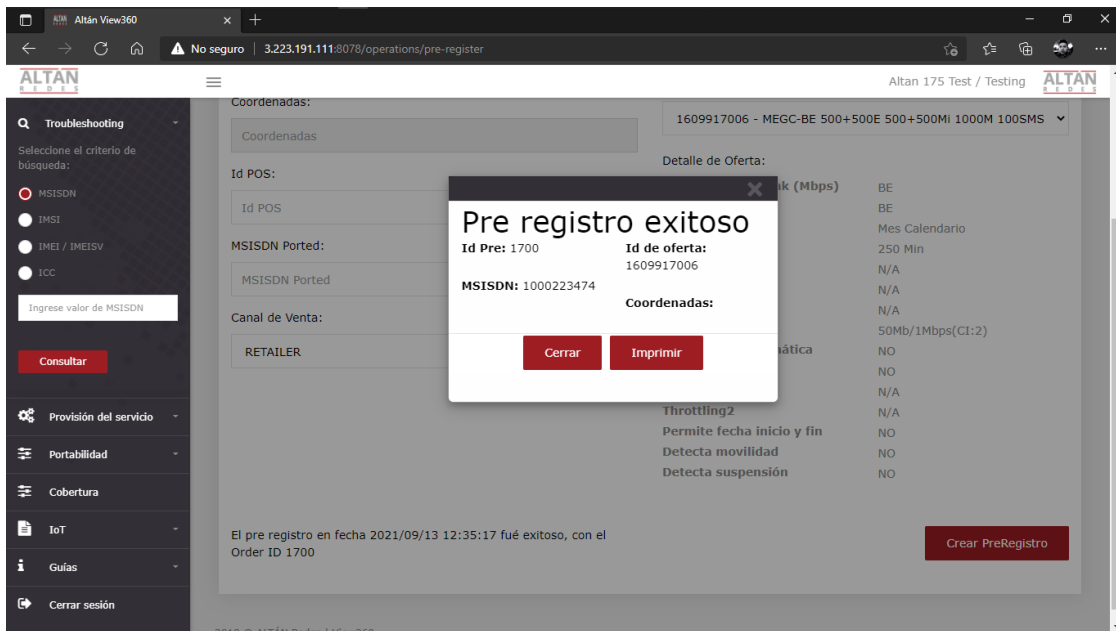 Altán View360
No seguro | 3.223.191.111:8078/operations/pre-register
ALTÁN
REDES
Altan 175 Test / Testing
ALTÁN
REDES
Troubleshooting
Seleccione el criterio de
búsqueda:
MSISDN
IMSI
IMEI / IMEISV
ICC
Ingrese valor de MSISDN
Consultar
Provisión del servicio
Portabilidad
Cobertura
IoT
Guías
Cerrar sesión
Coordenadas:
Coordenadas
Id POS:
Id POS
MSISDN Ported:
MSISDN Ported
Canal de Venta:
RETAILER
El pre registro en fecha 2021/09/13 12:35:17 fué exitoso, con el
Order ID 1700
1609917006 - MEGC-BE 500+500E 500+500Mi 1000M 100SMS
Detalle de Oferta:
(Mbps) BE
BE
Mes Calendario
250 Min
N/A
N/A
N/A
50Mb/1Mbps(CI:2)
NO
NO
N/A
Throttling2 N/A
Permite fecha inicio y fin NO
Detecta movilidad NO
Detecta suspensión NO
Crear PreRegistro
Pre registro exitoso
Id Pre: 1700
MSISDN: 1000223474
Id de oferta:
1609917006
Coordenadas:
Cerrar
Imprimir